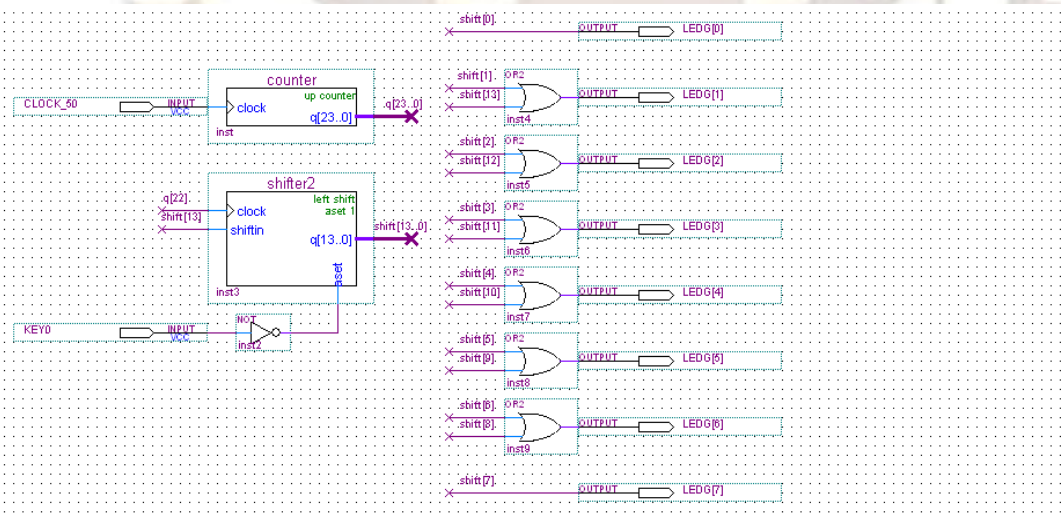 CLOCK_50
INPUT
VCC
counter
up counter
clock
q[23..0]
inst
q[23..0]
shifter2
left shift
aset 1
clock
shiftin
q[13..0]
aset
inst3
q[22]
shift[13]
shift[13..0]
KEY0
INPUT
VCC
NOT
inst2
shift[0]
OUTPUT
LEDG[0]
shift[1]
shift[13]
OR2
inst4
OUTPUT
LEDG[1]
shift[2]
shift[12]
OR2
inst5
OUTPUT
LEDG[2]
shift[3]
shift[11]
OR2
inst6
OUTPUT
LEDG[3]
shift[4]
shift[10]
OR2
inst7
OUTPUT
LEDG[4]
shift[5]
shift[9]
OR2
inst8
OUTPUT
LEDG[5]
shift[6]
shift[8]
OR2
inst9
OUTPUT
LEDG[6]
shift[7]
OUTPUT
LEDG[7]